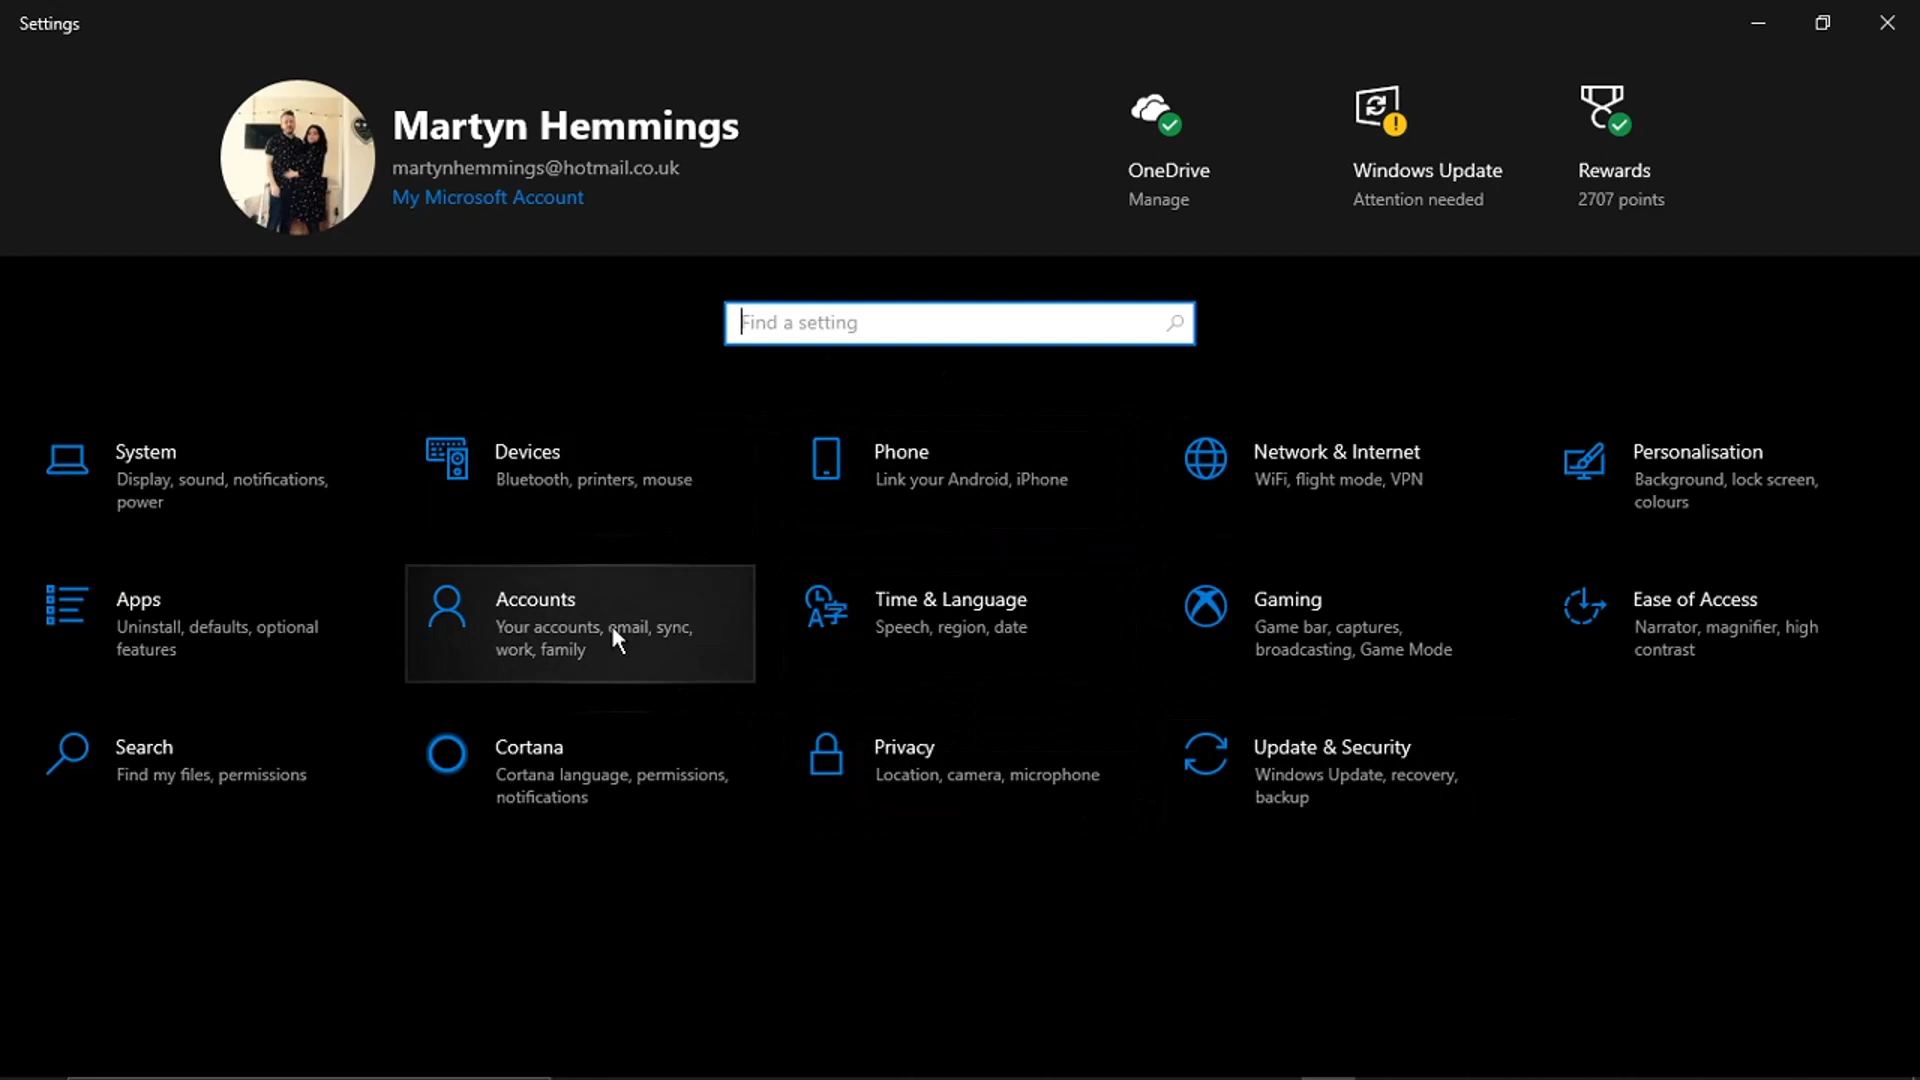 Settings
Martyn Hemmings
martynhemmings@hotmail.co.uk
My Microsoft Account
OneDrive
Manage
Windows Update
Attention needed
Rewards
2707 points
Find a setting
System
Display, sound, notifications,
power
Devices
Bluetooth, printers, mouse
Phone
Link your Android, iPhone
Network & Internet
WiFi, flight mode, VPN
Personalisation
Background, lock screen,
colours
Apps
Uninstall, defaults, optional
features
Accounts
Your accounts, email, sync,
work, family
Time & Language
Speech, region, date
Gaming
Game bar, captures,
broadcasting, Game Mode
Ease of Access
Narrator, magnifier, high
contrast
Search
Find my files, permissions
Cortana
Cortana language, permissions,
notifications
Privacy
Location, camera, microphone
Update & Security
Windows Update, recovery,
backup